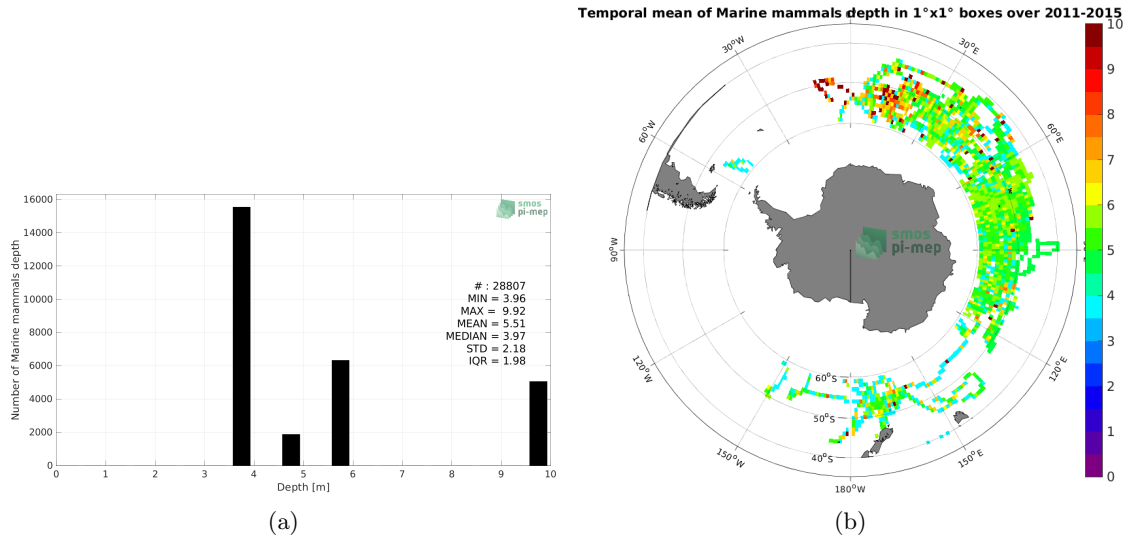 Temporal mean of Marine mammals depth in 1°x1° boxes over 2011-2015
16000
14000
12000
10000
8000
6000
4000
2000
0
Number of Marine mammals depth
smos
pi-mep
# : 28807
MIN = 3.96
MAX = 9.92
MEAN = 5.51
MEDIAN = 3.97
STD = 2.18
IQR = 1.98
0 1 2 3 4 5 6 7 8 9 10
Depth [m]
(a)
30°W
30°E
60°W
60°E
90°W
120°W
120°E
150°W
150°E
180°W
60°S
50°S
40°S
smos
pi-mep
10
9
8
7
6
5
4
3
2
1
0
(b)